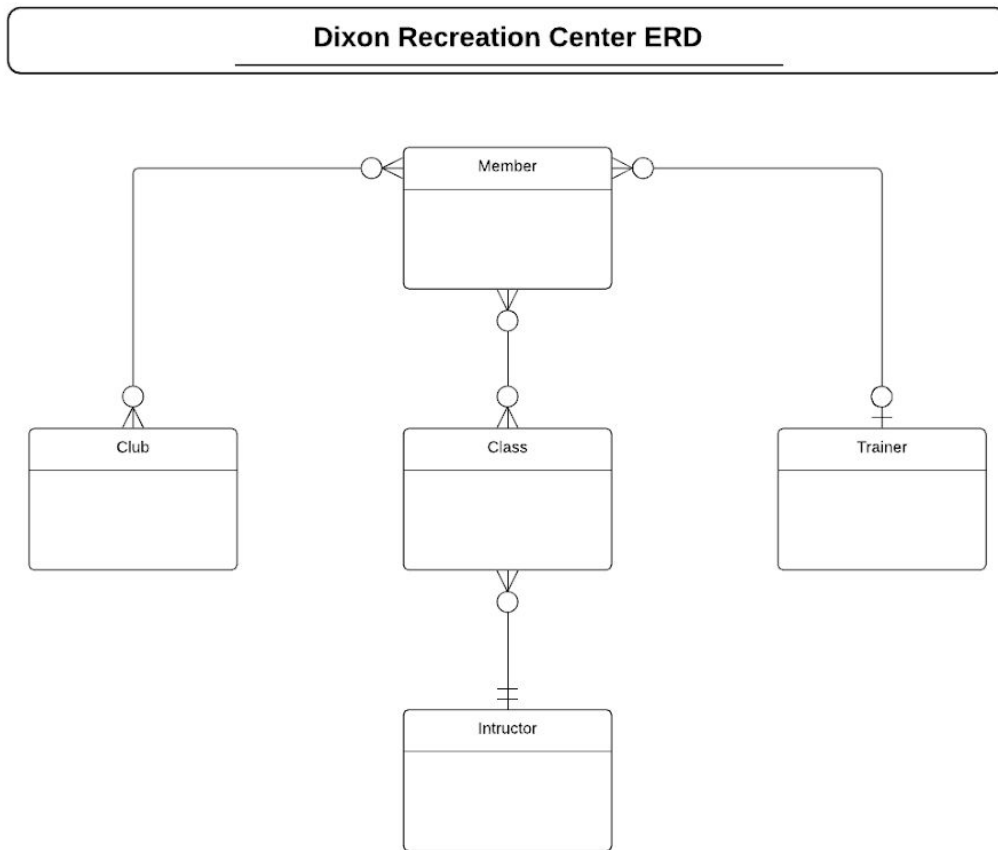 Dixon Recreation Center ERD
Member
Club
Class
Trainer
Intructor